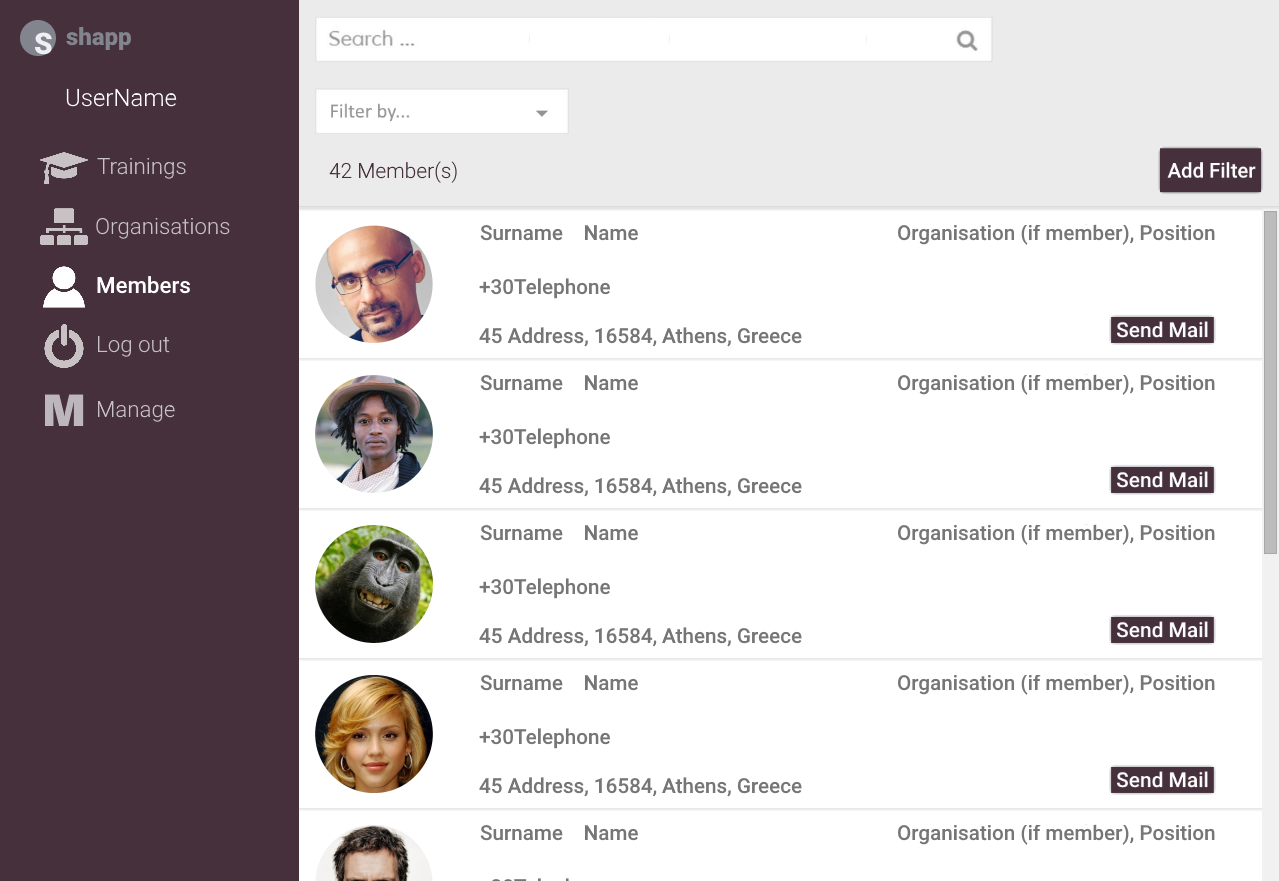 S shapp
UserName
Trainings
Organisations
Members
Log out
M Manage
Search ...
Filter by...
42 Member(s)
Add Filter
Surname Name Organisation (if member), Position
+30Telephone
45 Address, 16584, Athens, Greece Send Mail
Surname Name Organisation (if member), Position
+30Telephone
45 Address, 16584, Athens, Greece Send Mail
Surname Name Organisation (if member), Position
+30Telephone
45 Address, 16584, Athens, Greece Send Mail
Surname Name Organisation (if member), Position
+30Telephone
45 Address, 16584, Athens, Greece Send Mail
Surname Name Organisation (if member), Position